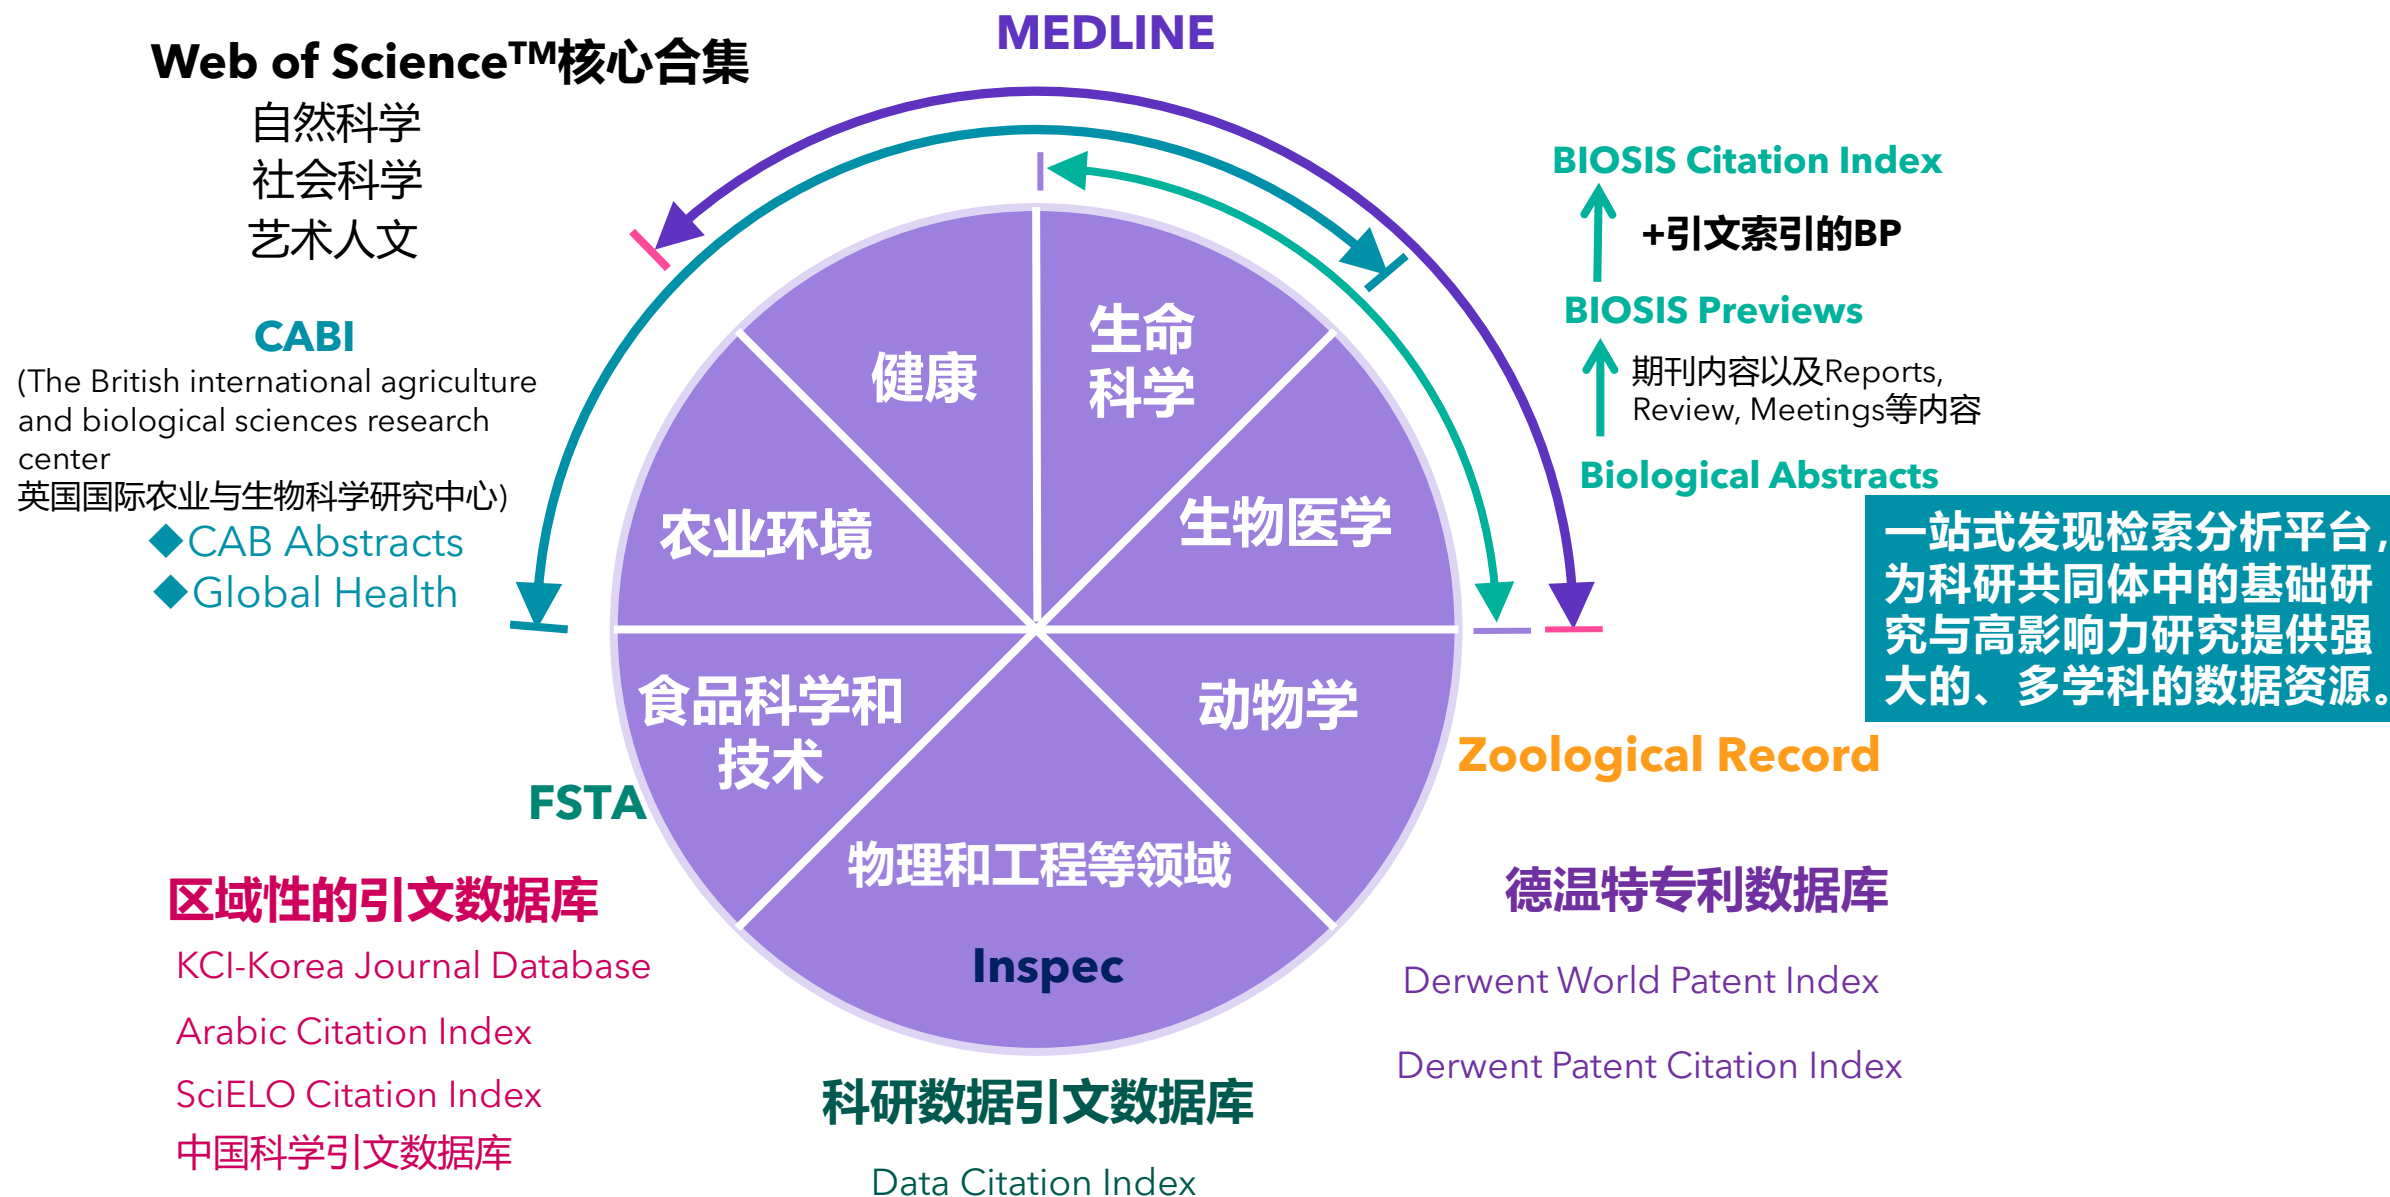 MEDLINE
Web of Science™核心合集
自然科学
社会科学
艺术人文
CABI
(The British international agriculture
and biological sciences research
center
英国国际农业与生物科学研究中心)
◆CAB Abstracts
◆Global Health
BIOSIS Citation Index
+引文索引的BP
BIOSIS Previews
期刊内容以及Reports,
Review, Meetings等内容
Biological Abstracts
一站式发现检索分析平台,
为科研共同体中的基础研
究与高影响力研究提供强
大的、多学科的数据资源。
健康
生命
科学
农业环境
生物医学
食品科学和
技术
动物学
物理和工程等领域
Inspec
FSTA
Zoological Record
区域性的引文数据库
KCI-Korea Journal Database
Arabic Citation Index
SciELO Citation Index
中国科学引文数据库
科研数据引文数据库
Data Citation Index
德温特专利数据库
Derwent World Patent Index
Derwent Patent Citation Index